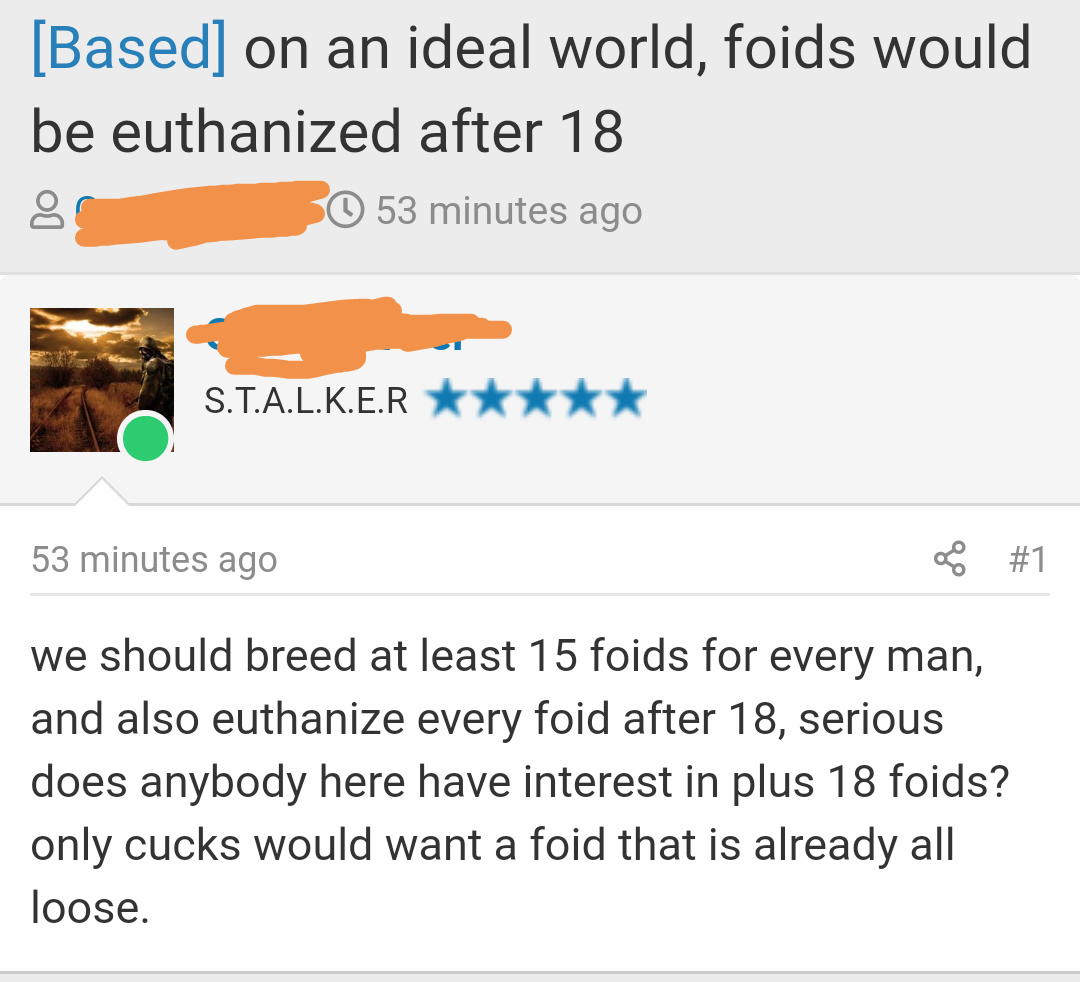 [Based] on an ideal world, foids would
be euthanized after 18
53 minutes ago
S.T.A.L.K.E.R
53 minutes ago
#1
we should breed at least 15 foids for every man,
and also euthanize every foid after 18, serious
does anybody here have interest in plus 18 foids?
only cucks would want a foid that is already all
loose.